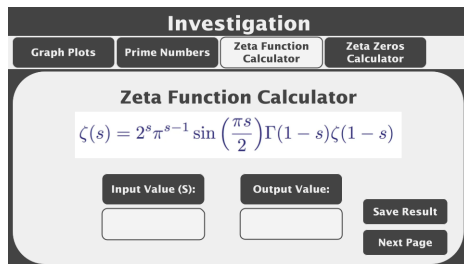 Investigation
Graph Plots
Prime Numbers
Zeta Function
Calculator
Zeta Zeros
Calculator
Zeta Function Calculator
ζ(s) = 2^s π^{s−1} sin(πs/2) Γ(1 − s)ζ(1 − s)
Input Value (S):
Output Value:
Save Result
Next Page